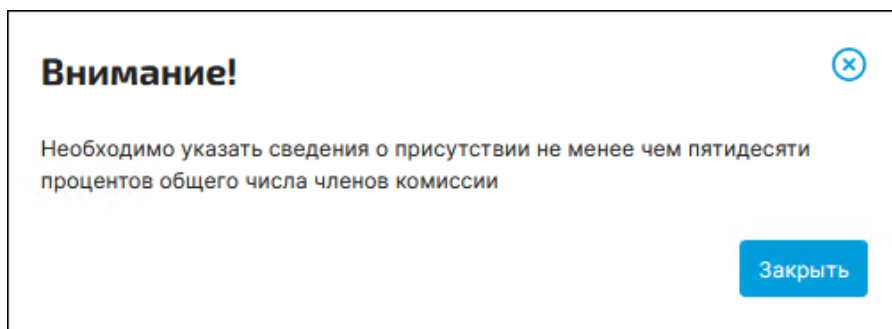 Внимание!
Необходимо указать сведения о присутствии не менее чем пятидесяти
процентов общего числа членов комиссии
Закрыть